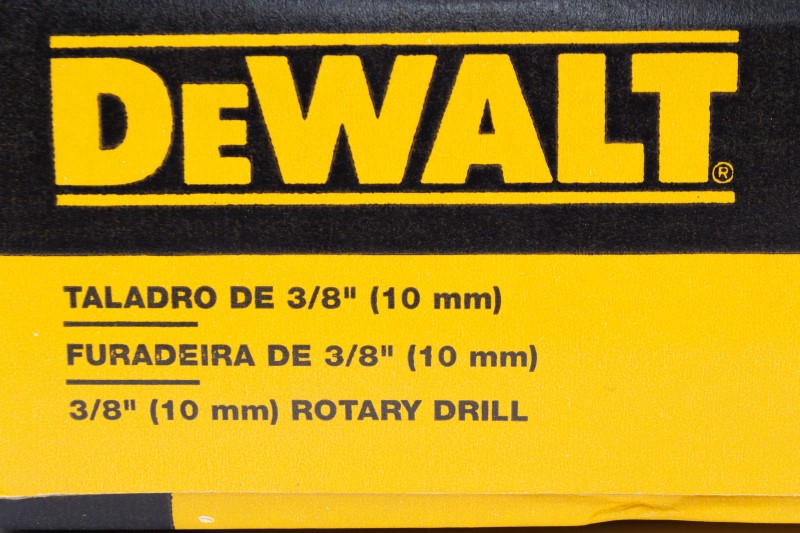 DEWALT®
TALADRO DE 3/8" (10 mm)
FURADEIRA DE 3/8" (10 mm)
3/8" (10 mm) ROTARY DRILL